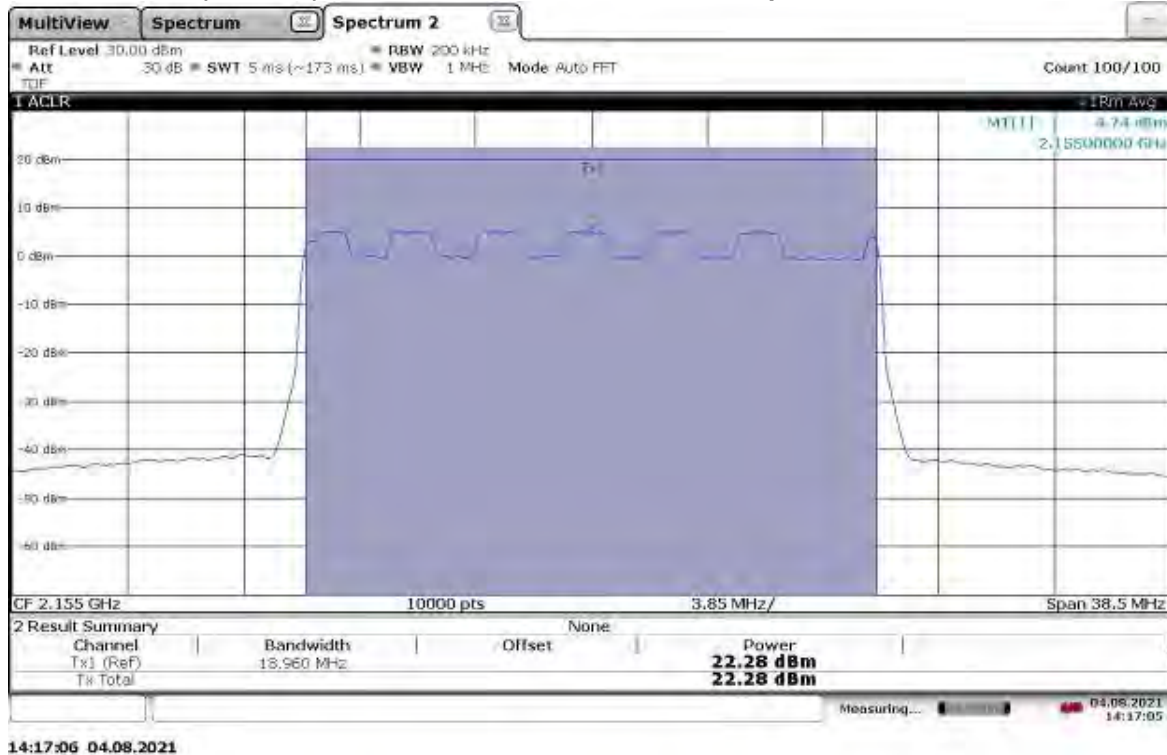 MultiView Spectrum Spectrum 2
Ref Level 30.00 dBm RBW 200 kHz
Att 30 dB SWT 5 ms (~173 ms) VBW 1 MHz Mode Auto FFT Count 100/100
TDF
1 ACLR 1Rm Avg
M1[1] 4.74 dBm
2.15500000 GHz
20 dBm
Tx1
10 dBm
0 dBm
-10 dBm
-20 dBm
-30 dBm
-40 dBm
-50 dBm
-60 dBm
CF 2.155 GHz 10000 pts 3.85 MHz/ Span 38.5 MHz
2 Result Summary None
Channel Bandwidth Offset Power
Tx1 (Ref) 18.960 MHz 22.28 dBm
Tx Total 22.28 dBm
Measuring... 04.08.2021
14:17:05
14:17:06 04.08.2021